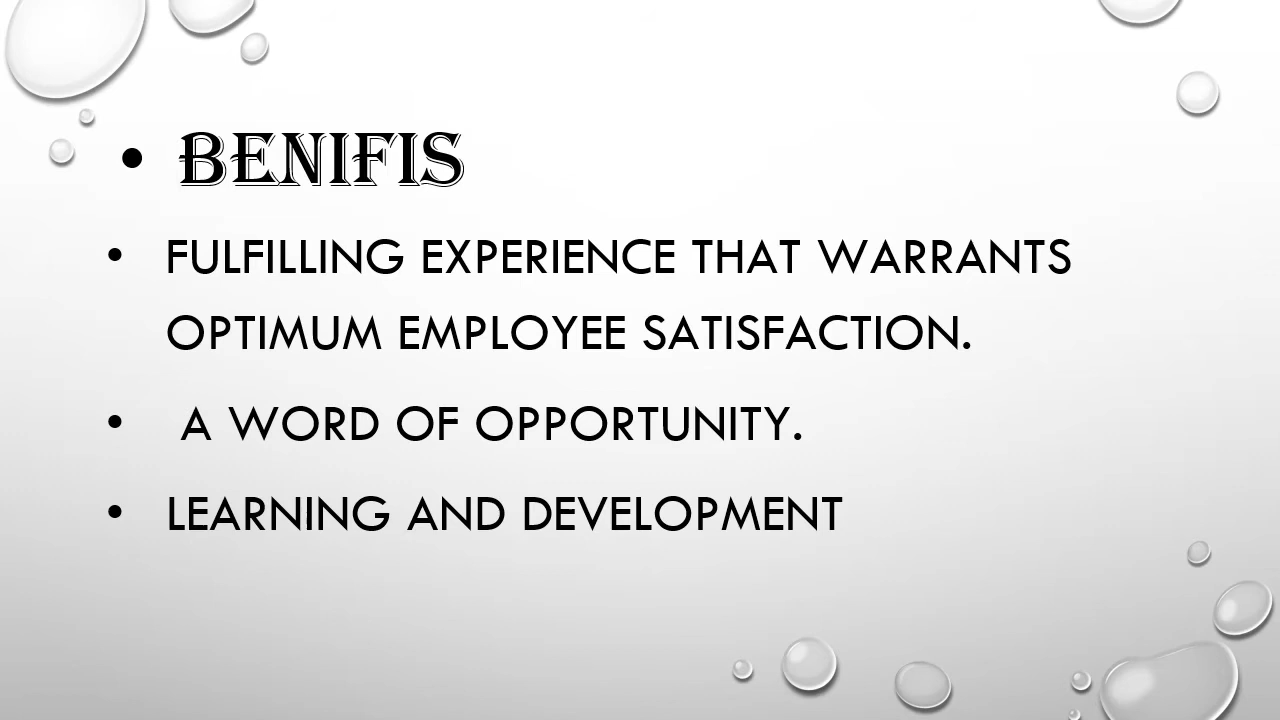 • BENIFIS
• FULFILLING EXPERIENCE THAT WARRANTS
OPTIMUM EMPLOYEE SATISFACTION.
• A WORD OF OPPORTUNITY.
• LEARNING AND DEVELOPMENT